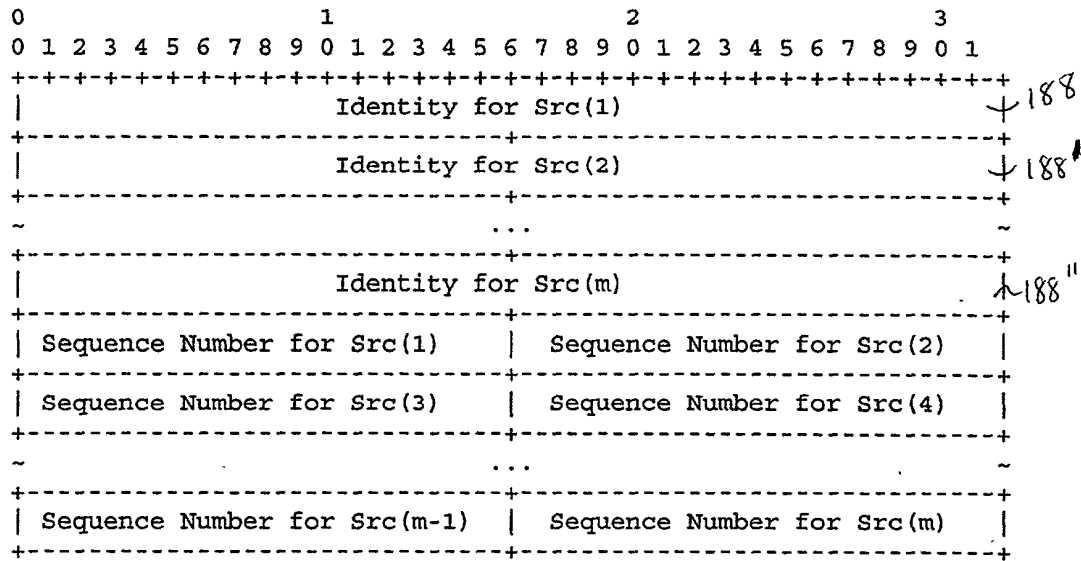 0                   1                   2                   3
0 1 2 3 4 5 6 7 8 9 0 1 2 3 4 5 6 7 8 9 0 1 2 3 4 5 6 7 8 9 0 1
+-+-+-+-+-+-+-+-+-+-+-+-+-+-+-+-+-+-+-+-+-+-+-+-+-+-+-+-+-+-+-+-+
| Identity for Src(1) | 188
+-------------------------------+-------------------------------+
| Identity for Src(2) | 188'
+-------------------------------+-------------------------------+
~ ... ~
+-------------------------------+-------------------------------+
| Identity for Src(m) | 188"
+-------------------------------+-------------------------------+
| Sequence Number for Src(1) | Sequence Number for Src(2) |
+-------------------------------+-------------------------------+
| Sequence Number for Src(3) | Sequence Number for Src(4) |
+-------------------------------+-------------------------------+
~ ... ~
+-------------------------------+-------------------------------+
| Sequence Number for Src(m-1) | Sequence Number for Src(m) |
+-------------------------------+-------------------------------+